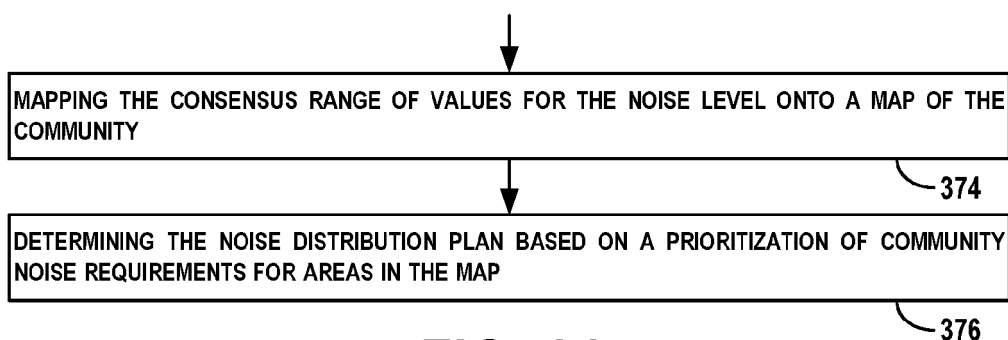 MAPPING THE CONSENSUS RANGE OF VALUES FOR THE NOISE LEVEL ONTO A MAP OF THE
COMMUNITY
374
DETERMINING THE NOISE DISTRIBUTION PLAN BASED ON A PRIORITIZATION OF COMMUNITY
NOISE REQUIREMENTS FOR AREAS IN THE MAP
376